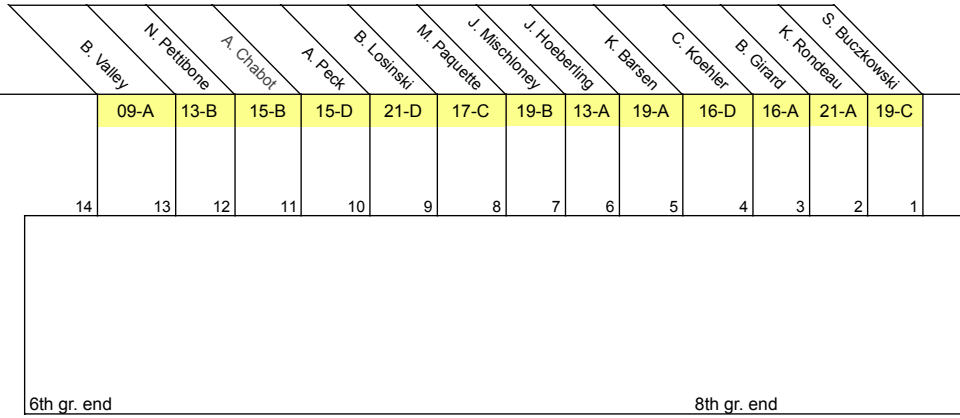 B. Valley
N. Pettibone
A. Chabot
A. Peck
B. Losinski
M. Paquette
J. Mischloney
J. Hoeberling
K. Barsen
C. Koehler
B. Girard
K. Rondeau
S. Buczkowski
09-A 13-B 15-B 15-D 21-D 17-C 19-B 13-A 19-A 16-D 16-A 21-A 19-C
14 13 12 11 10 9 8 7 6 5 4 3 2 1
6th gr. end 8th gr. end